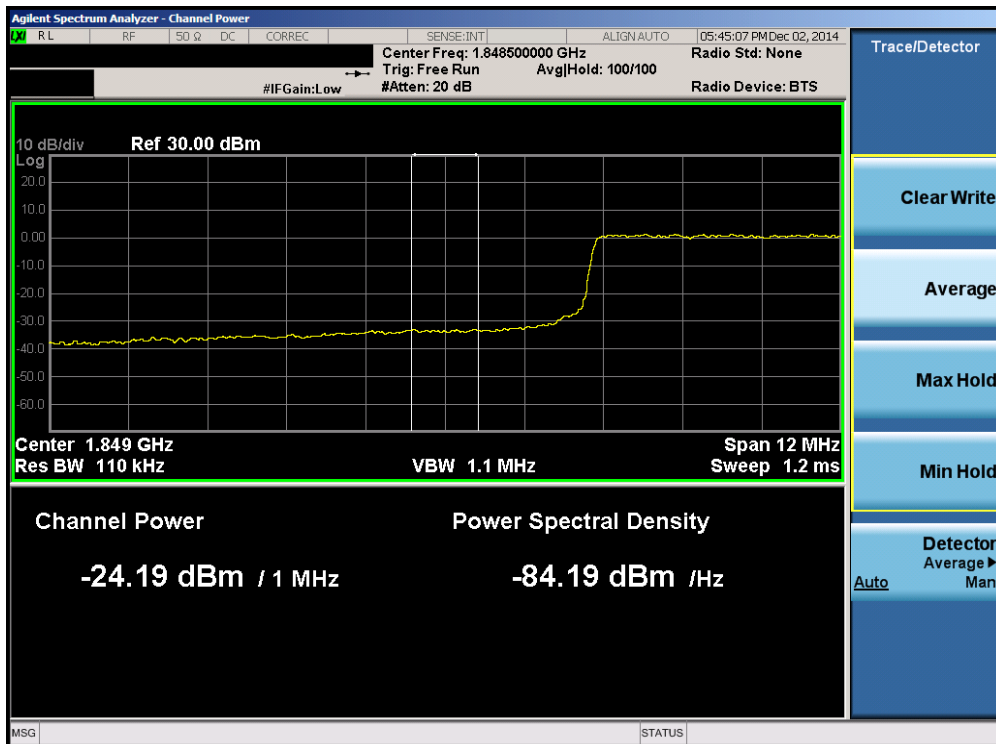 Agilent Spectrum Analyzer - Channel Power
LXI RL RF 50 Ω DC CORREC SENSE:INT ALIGN AUTO 05:45:07 PM Dec 02, 2014
Center Freq: 1.848500000 GHz Radio Std: None
Trig: Free Run Avg|Hold: 100/100
#IFGain:Low #Atten: 20 dB Radio Device: BTS
10 dB/div Ref 30.00 dBm
Log
20.0
10.0
0.00
-10.0
-20.0
-30.0
-40.0
-50.0
-60.0
Center 1.849 GHz Span 12 MHz
Res BW 110 kHz VBW 1.1 MHz Sweep 1.2 ms
Channel Power Power Spectral Density
-24.19 dBm / 1 MHz -84.19 dBm /Hz
MSG STATUS
Trace/Detector
Clear Write
Average
Max Hold
Min Hold
Detector
Average
Auto Man